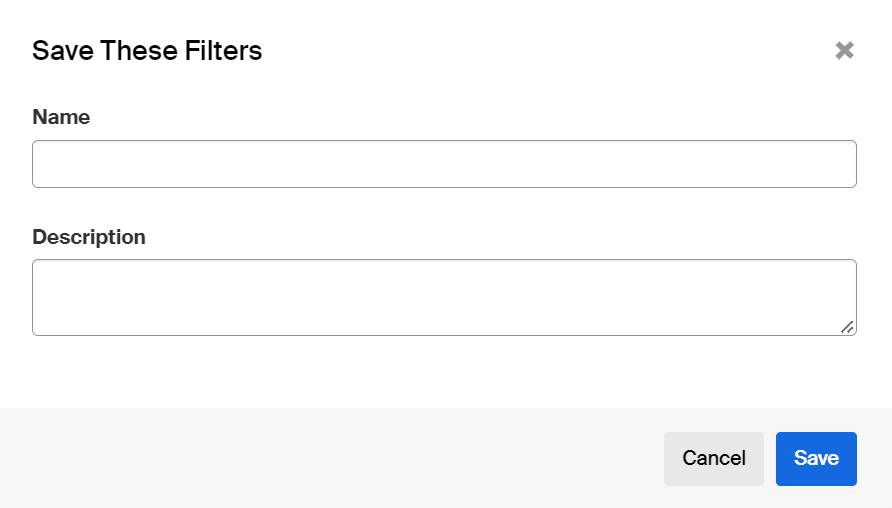 Save These Filters
Name
Description
Cancel
Save